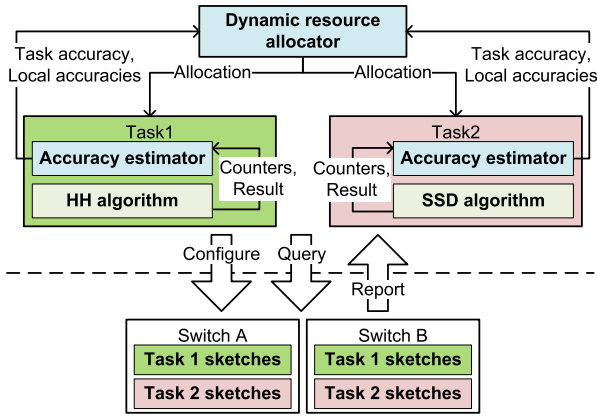 Dynamic resource
allocator
Task accuracy,
Local accuracies
Allocation
Allocation
Task accuracy,
Local accuracies
Task1
Accuracy estimator
HH algorithm
Counters,
Result
Task2
Accuracy estimator
SSD algorithm
Counters,
Result
Configure
Query
Report
Switch A
Task 1 sketches
Task 2 sketches
Switch B
Task 1 sketches
Task 2 sketches